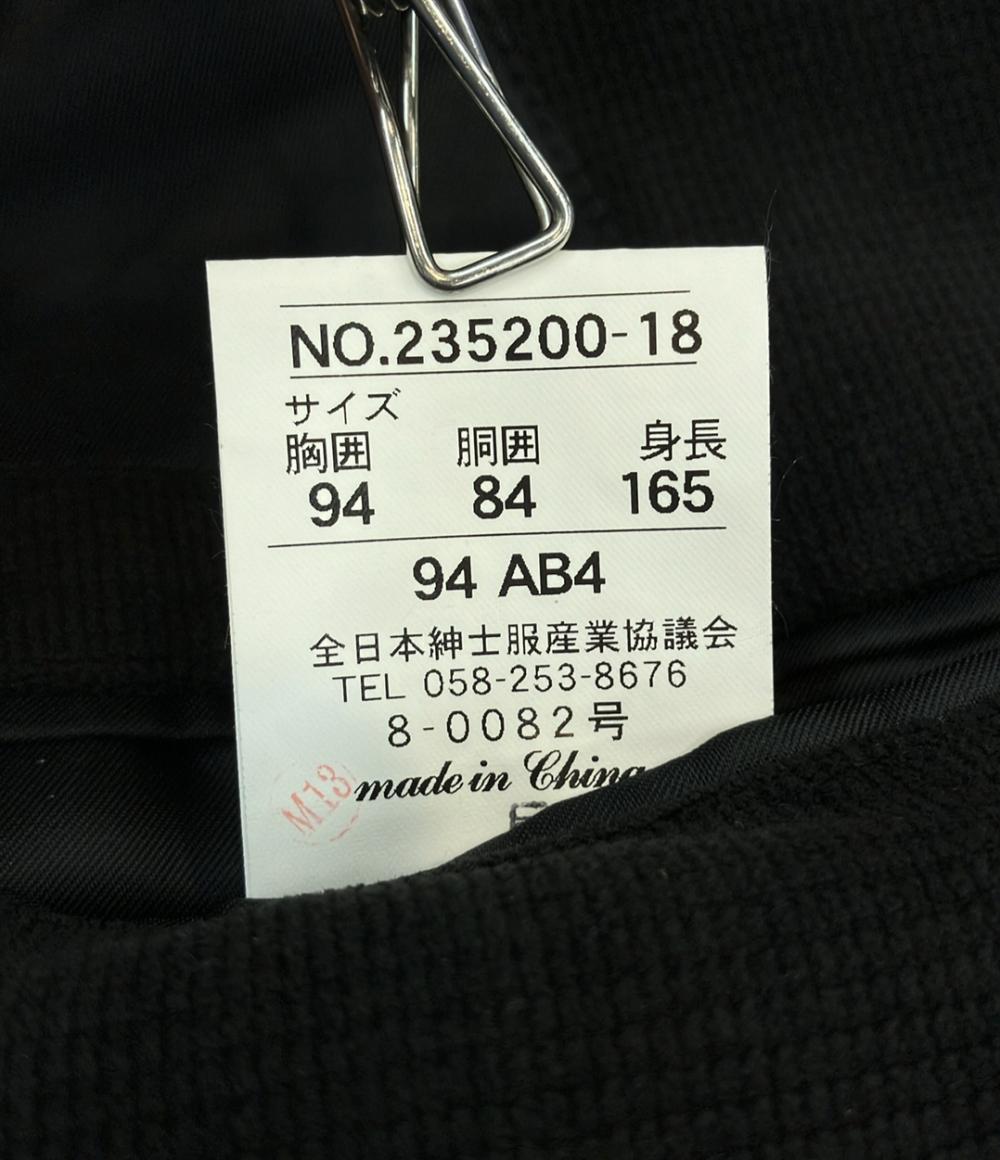 NO.235200-18
サイズ
胸囲 胴囲 身長
94 84 165
94 AB4
全日本紳士服産業協議会
TEL 058-253-8676
8-0082号
made in China
M13